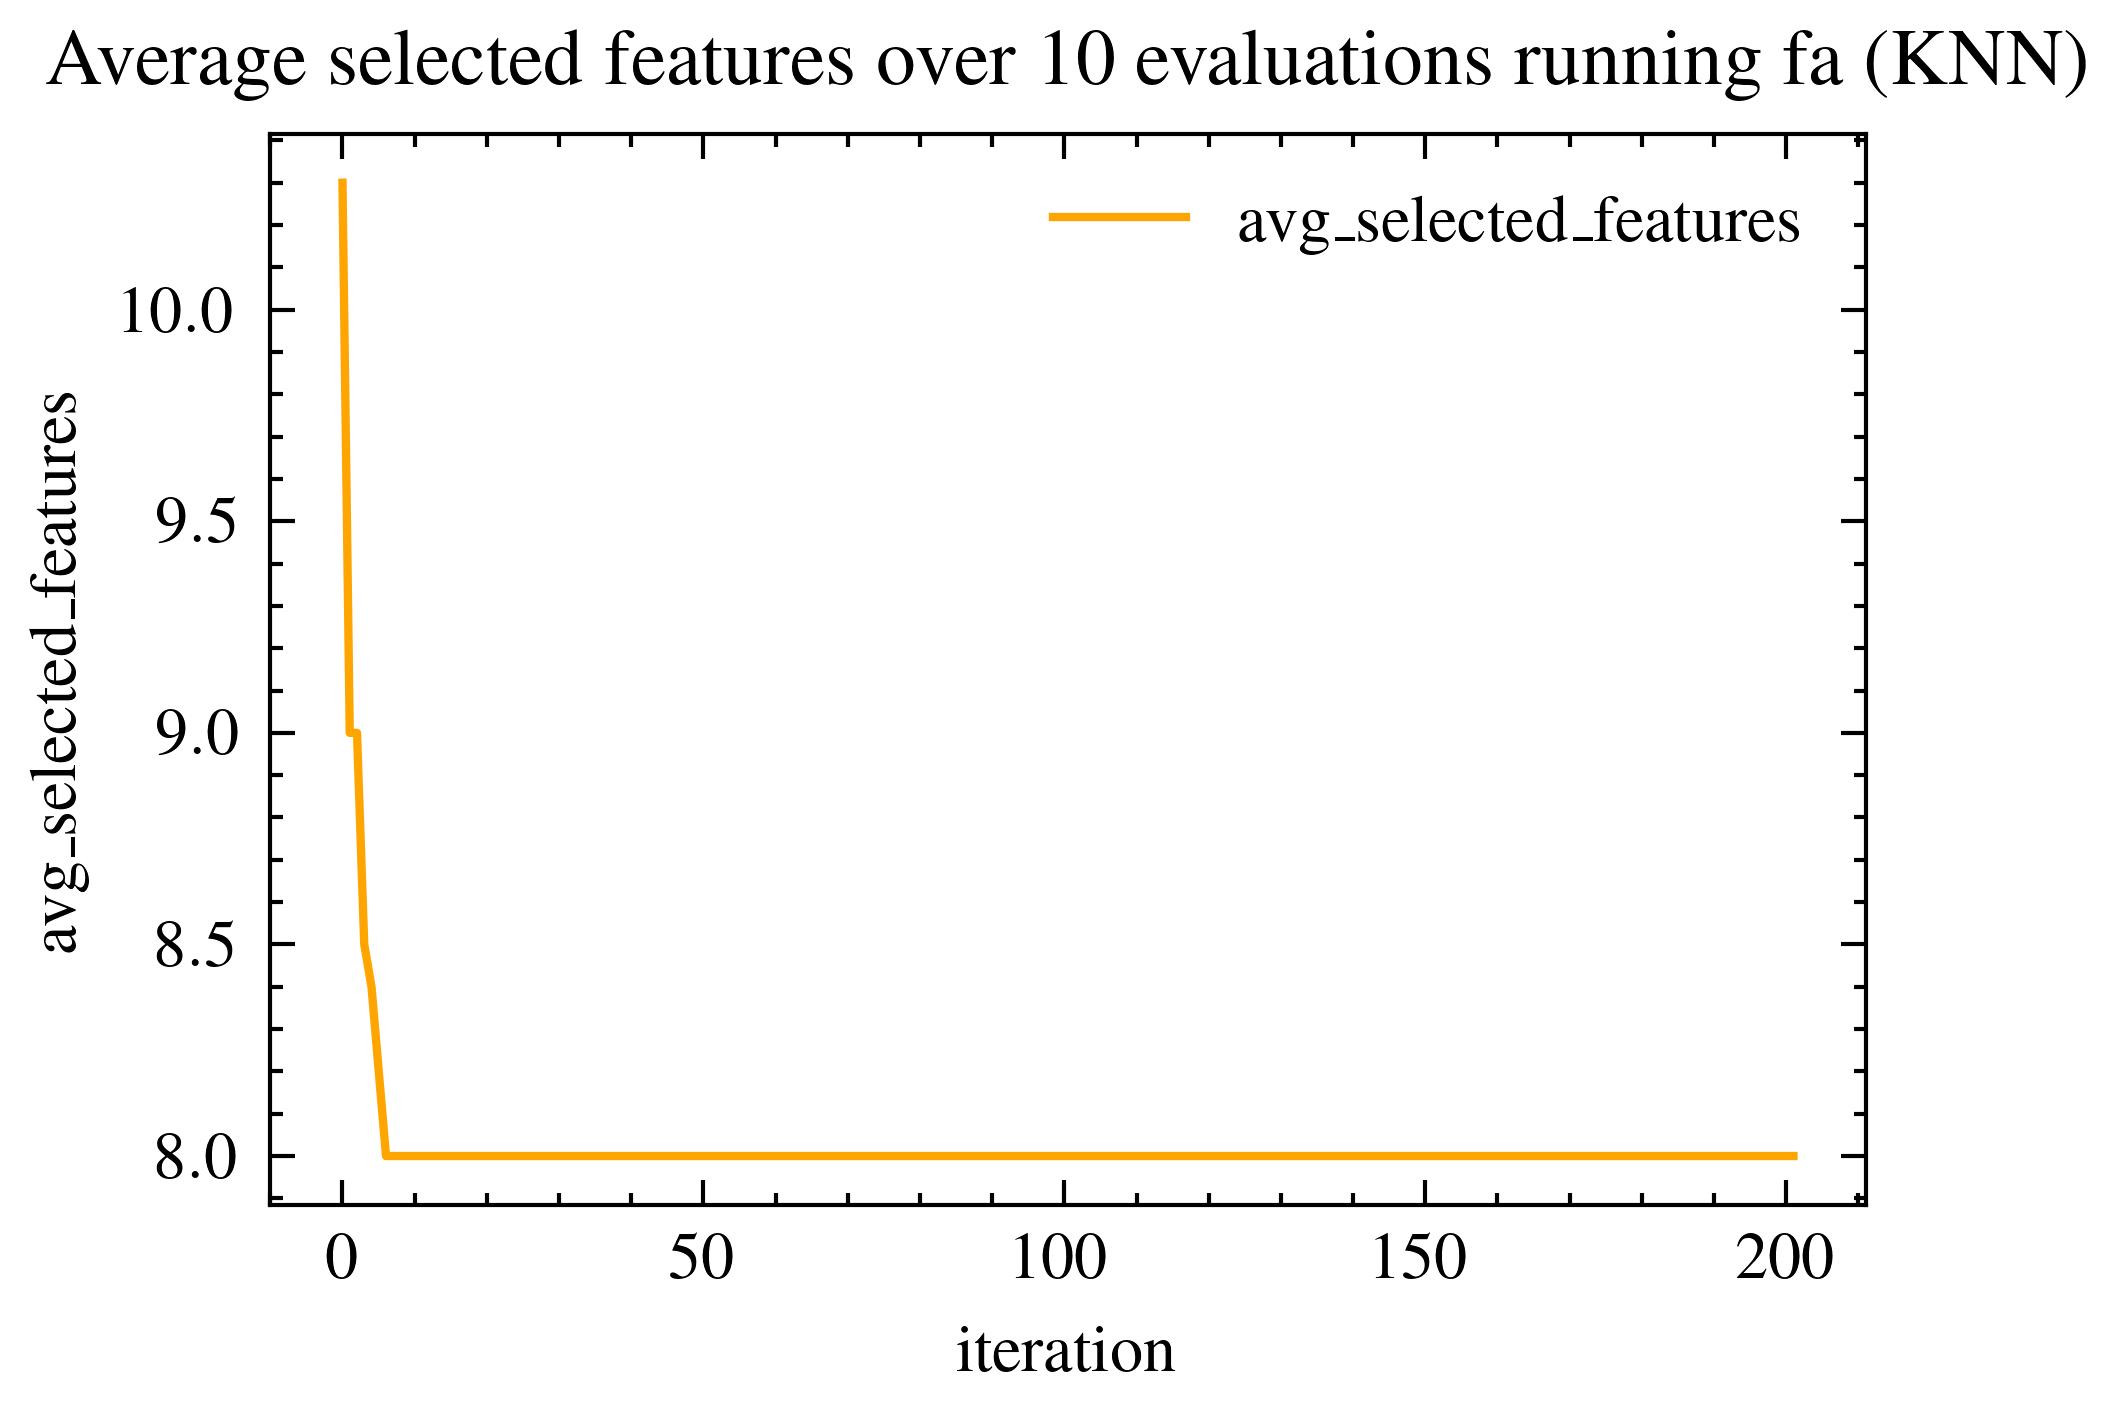 Average selected features over 10 evaluations running fa (KNN)
avg_selected_features
10.0
9.5
9.0
8.5
8.0
avg_selected_features
0 50 100 150 200
iteration